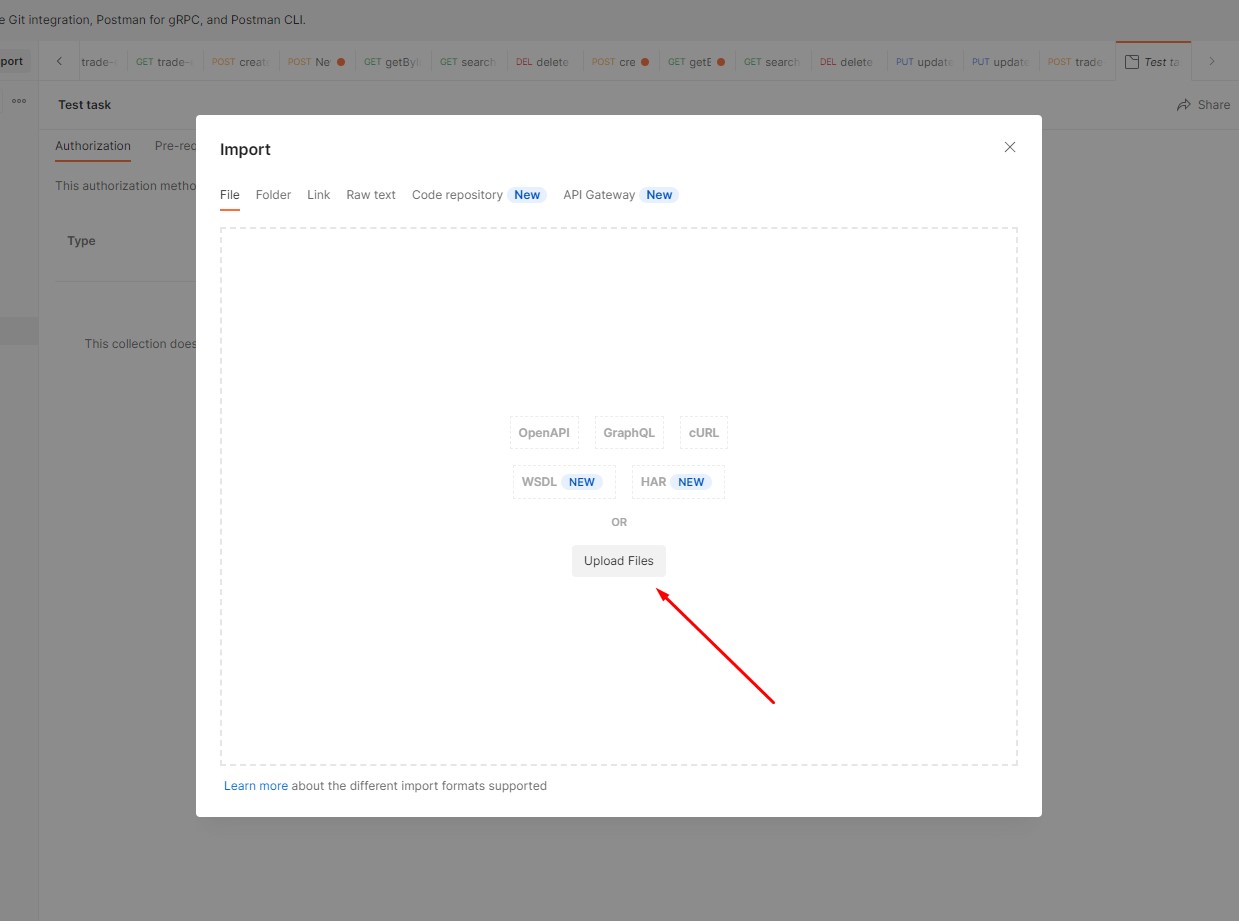 e Git integration, Postman for gRPC, and Postman CLI.
port
trade-
GET trade-
POST creat
POST Ne
GET getBy
GET search
DEL delete
POST cre
GET getE
GET search
DEL delete
PUT update
PUT update
POST trade
Test ta
Test task
Share
Authorization
Pre-req
This authorization metho
Type
This collection does
Import
File Folder Link Raw text Code repository New API Gateway New
OpenAPI GraphQL cURL
WSDL NEW HAR NEW
OR
Upload Files
Learn more about the different import formats supported